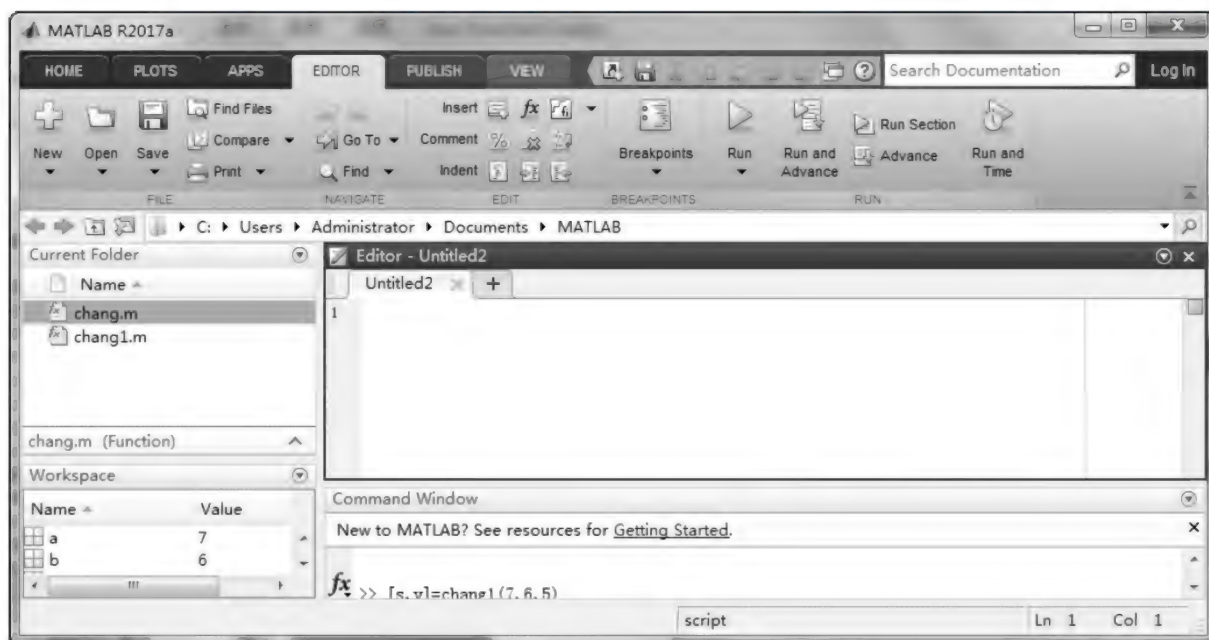 MATLAB R2017a
HOME PLOTS APPS EDITOR PUBLISH VIEW Search Documentation Log In
New Open Save Find Files Compare Print
FILE
Go To Find
NAVIGATE
Insert fx
Comment
Indent
EDIT
Breakpoints
BREAKPOINTS
Run Run and Advance Run Section Advance Run and Time
RUN
C: Users Administrator Documents MATLAB
Current Folder
Name
chang.m
chang1.m
chang.m (Function)
Workspace
Name Value
a 7
b 6
Editor - Untitled2
Untitled2
1
Command Window
New to MATLAB? See resources for Getting Started.
fx >> [s,v]=chang1(7,6,5)
script Ln 1 Col 1